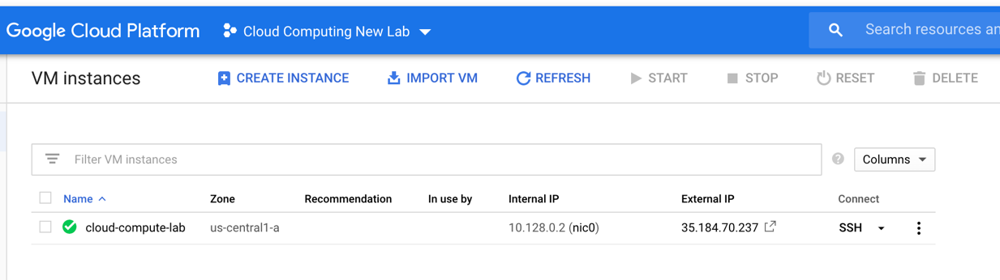 Google Cloud Platform Cloud Computing New Lab Search resources an
VM instances CREATE INSTANCE IMPORT VM REFRESH START STOP RESET DELETE
Filter VM instances Columns
Name Zone Recommendation In use by Internal IP External IP Connect
cloud-compute-lab us-central1-a 10.128.0.2 (nic0) 35.184.70.237 SSH